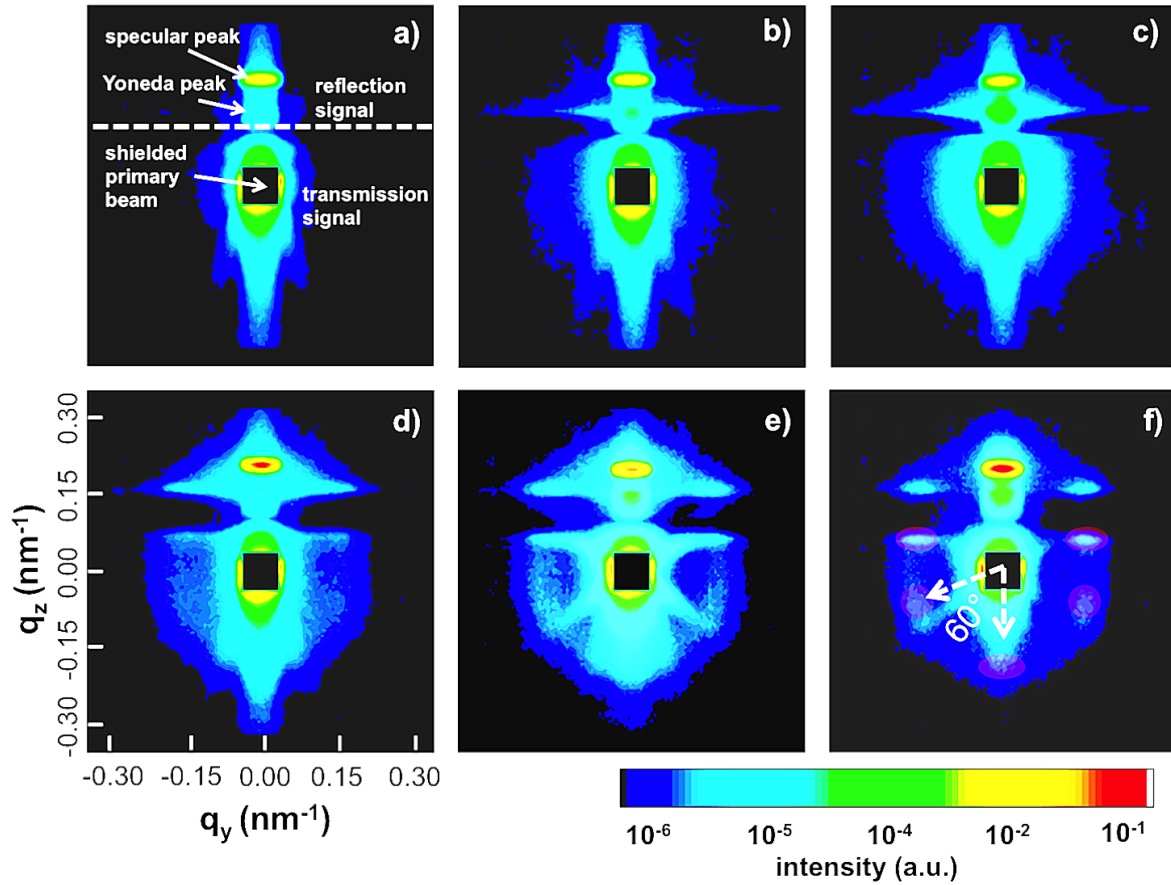 a)
specular peak
Yoneda peak
reflection
signal
shielded
primary
beam
transmission
signal
b)
c)
d)
e)
f)
60°
0.30
0.15
0.00
-0.15
-0.30
q_z (nm⁻¹)
-0.30 -0.15 0.00 0.15 0.30
q_y (nm⁻¹)
10⁻⁶ 10⁻⁵ 10⁻⁴ 10⁻² 10⁻¹
intensity (a.u.)